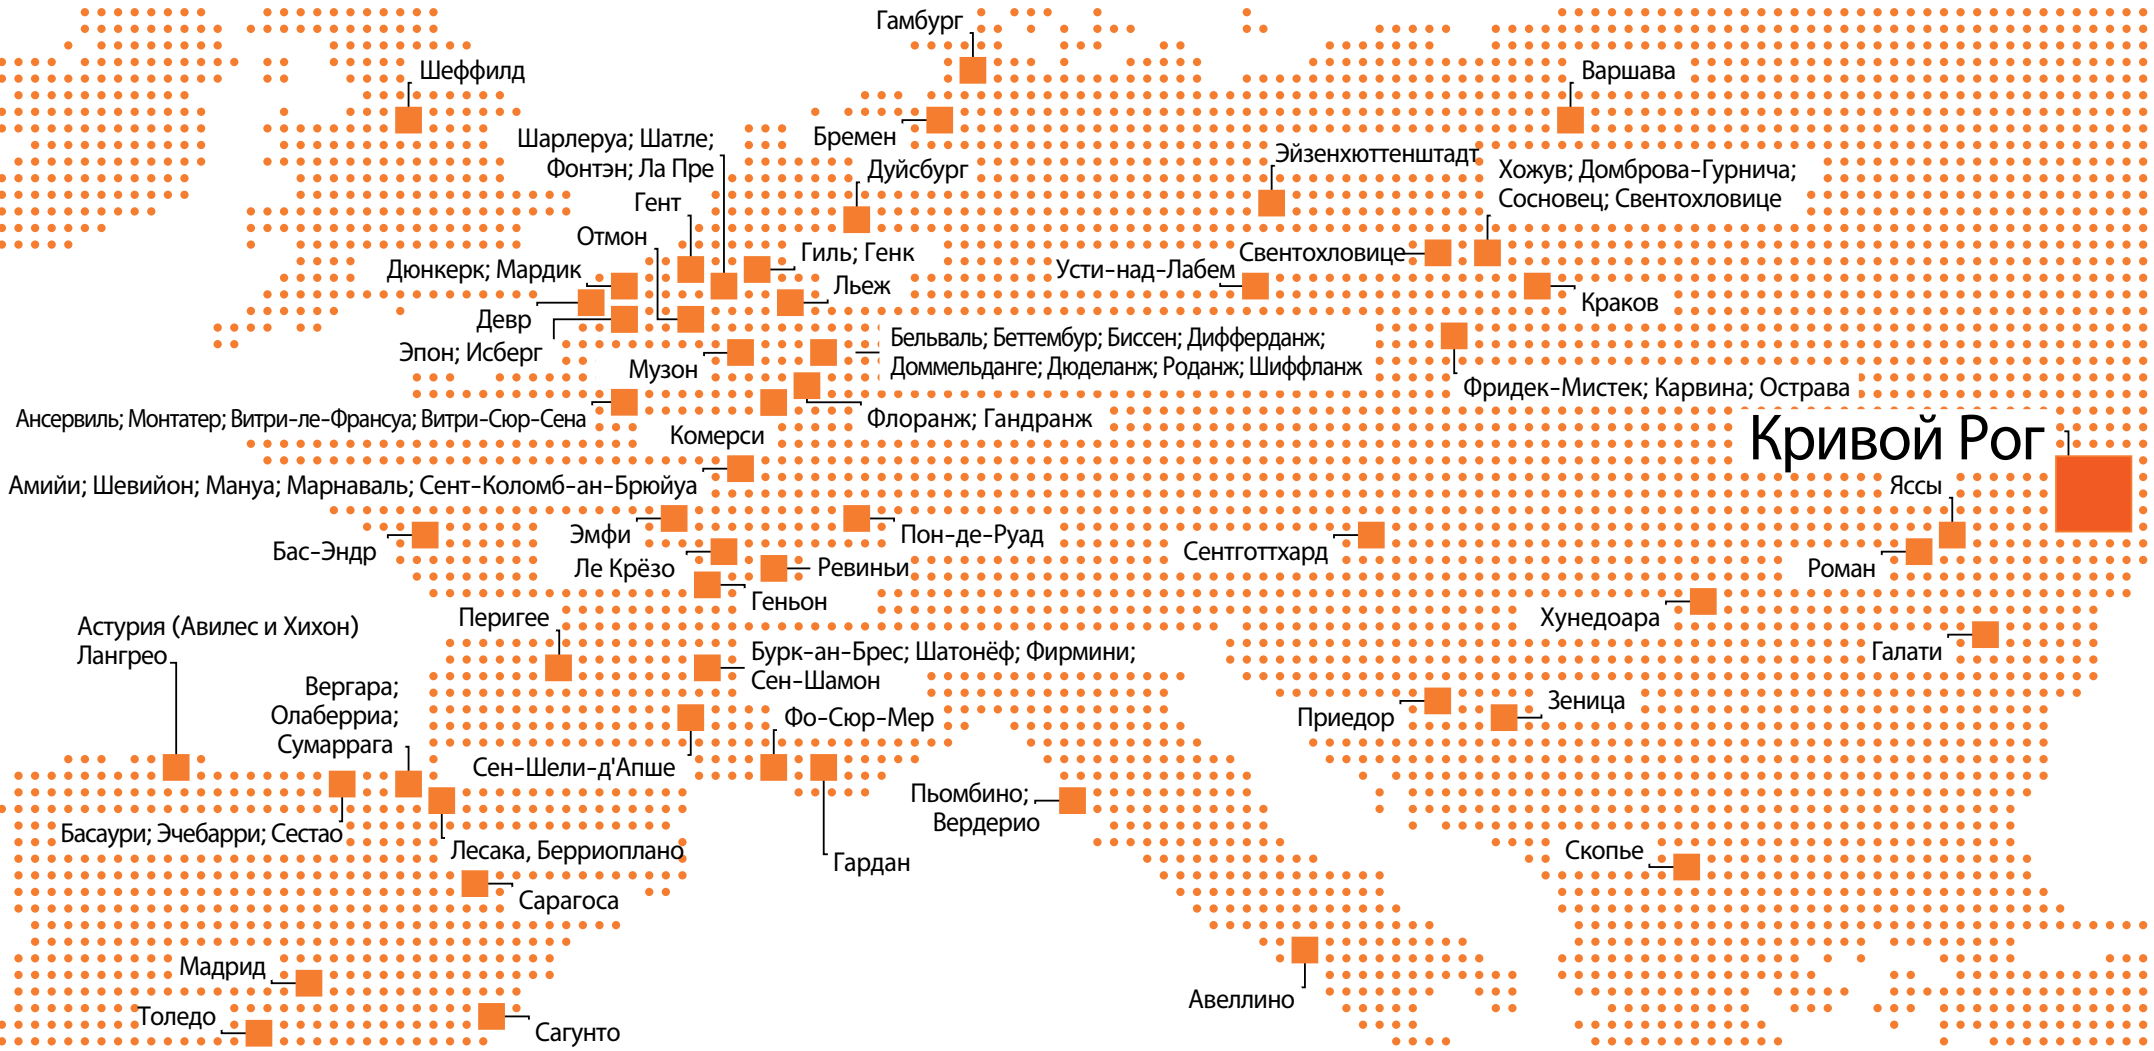 Гамбург
Шеффилд
Варшава
Шарлеруа; Шатле;
Фонтэн; Ла Пре
Бремен
Дуйсбург
Эйзенхюттенштадт
Хожув; Домброва-Гурнича;
Сосновец; Свентохловице
Гент
Отмон
Гиль; Генк
Свентохловице
Дюнкерк; Мардик
Льеж
Усти-над-Лабем
Краков
Девр
Эпон; Исберг
Музон
Бельваль; Беттембур; Биссен; Дифферданж;
Доммельданге; Дюделанж; Роданж; Шиффланж
Фридек-Мистек; Карвина; Острава
Ансервиль; Монтатер; Витри-ле-Франсуа; Витри-Сюр-Сена
Флоранж; Гандранж
Комерси
Кривой Рог
Амийи; Шевийон; Мануа; Марнаваль; Сент-Коломб-ан-Брюйуа
Яссы
Бас-Эндр
Эмфи
Пон-де-Руад
Сентготтхард
Ле Крёзо
Ревиньи
Роман
Геньон
Перигее
Хунедоара
Астурия (Авилес и Хихон)
Лангрео
Бурк-ан-Брес; Шатонёф; Фирмини;
Сен-Шамон
Галати
Вергара;
Олаберриа;
Сумаррага
Фо-Сюр-Мер
Приедор
Зеница
Сен-Шели-д'Апше
Пьомбино;
Вердерио
Басаури; Эчебарри; Сестао
Лесака, Берриоплано
Гардан
Скопье
Сарагоса
Мадрид
Авеллино
Толедо
Сагунто